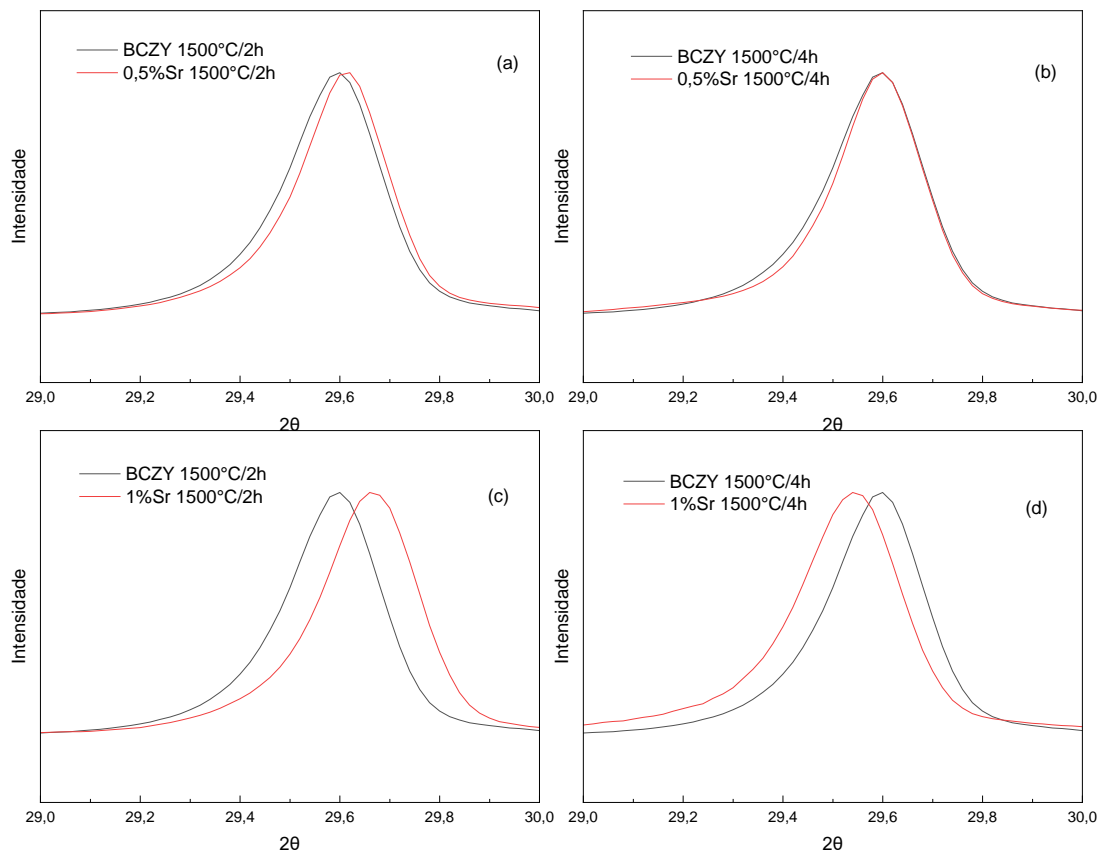 BCZY 1500°C/2h
0,5%Sr 1500°C/2h
(a)
Intensidade
29,0 29,2 29,4 29,6 29,8 30,0
2θ
BCZY 1500°C/4h
0,5%Sr 1500°C/4h
(b)
Intensidade
29,0 29,2 29,4 29,6 29,8 30,0
2θ
BCZY 1500°C/2h
1%Sr 1500°C/2h
(c)
Intensidade
29,0 29,2 29,4 29,6 29,8 30,0
2θ
BCZY 1500°C/4h
1%Sr 1500°C/4h
(d)
Intensidade
29,0 29,2 29,4 29,6 29,8 30,0
2θ